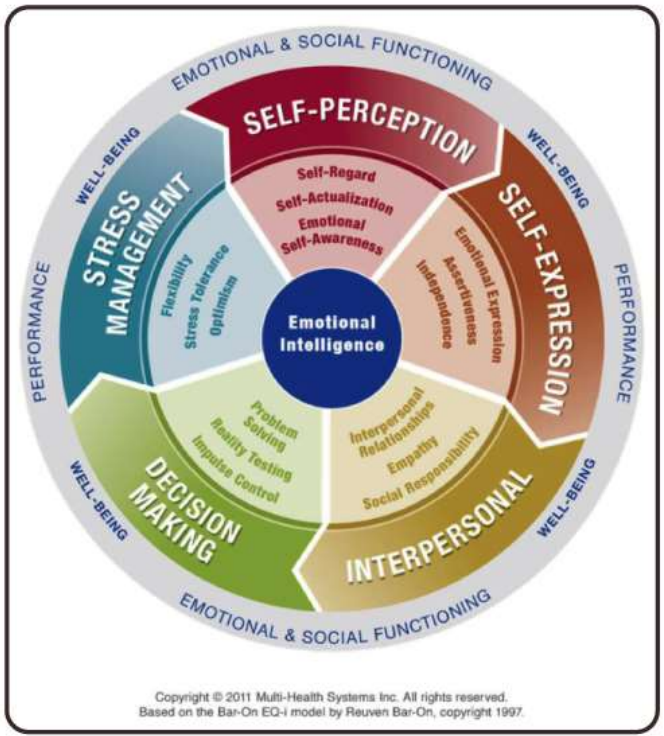 EMOTIONAL & SOCIAL FUNCTIONING
WELL-BEING
WELL-BEING
PERFORMANCE
PERFORMANCE
WELL-BEING
WELL-BEING
EMOTIONAL & SOCIAL FUNCTIONING
SELF-PERCEPTION
Self-Regard
Self-Actualization
Emotional
Self-Awareness
SELF-EXPRESSION
Emotional Expression
Assertiveness
Independence
INTERPERSONAL
Interpersonal
Relationships
Empathy
Social Responsibility
DECISION
MAKING
Problem
Solving
Reality Testing
Impulse Control
STRESS
MANAGEMENT
Flexibility
Stress Tolerance
Optimism
Emotional
Intelligence
Copyright © 2011 Multi-Health Systems Inc. All rights reserved.
Based on the Bar-On EQ-i model by Reuven Bar-On, copyright 1997.